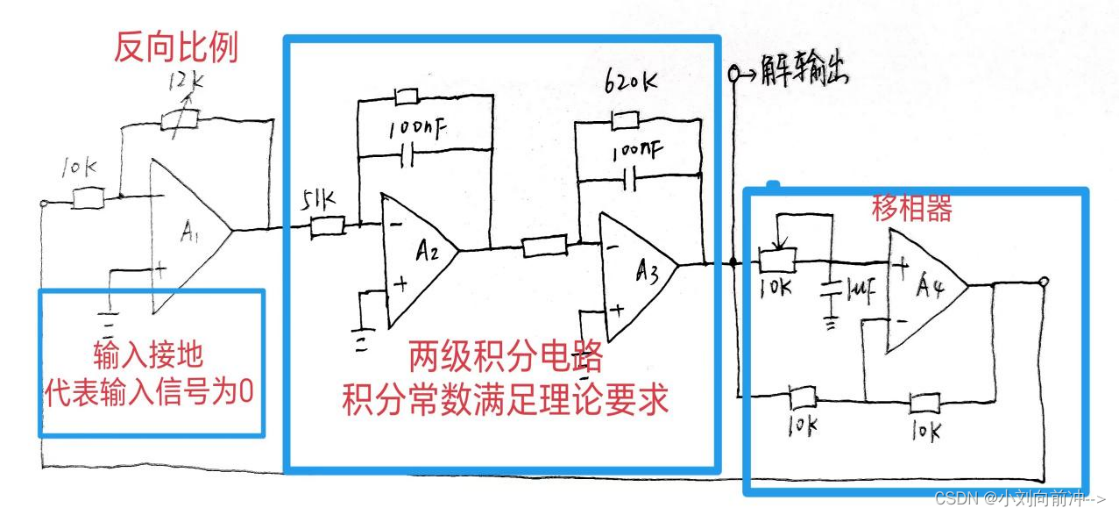 反向比例
12K
10K
A1
51K
100nF
A2
620K
100nF
A3
→解输出
移相器
10K
1uF
A4
10K
10K
输入接地
代表输入信号为0
两级积分电路
积分常数满足理论要求
CSDN @小刘向前冲-->